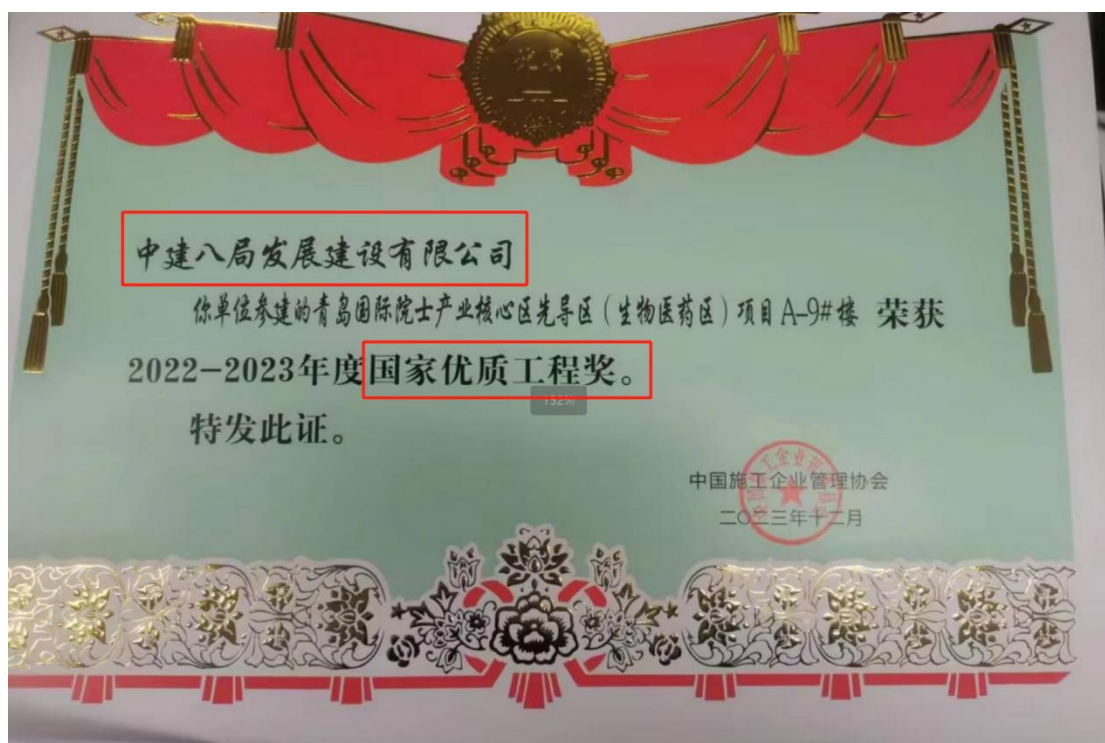 中建八局发展建设有限公司
你单位参建的青岛国际院士产业核心区先导区（生物医药区）项目A-9#楼 荣获
2022-2023年度国家优质工程奖。
152%
特发此证。
中国施工企业管理协会
二〇二三年十二月